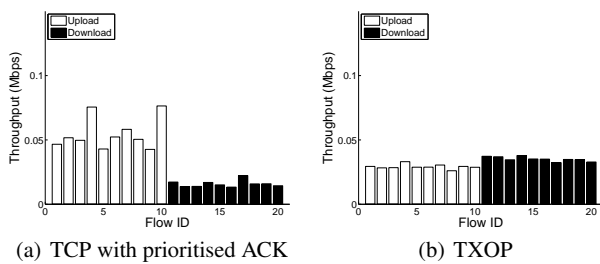 Upload
Download
Throughput (Mbps)
0.1
0.05
0
0 5 10 15 20
Flow ID
(a) TCP with prioritised ACK
Upload
Download
Throughput (Mbps)
0.1
0.05
0
0 5 10 15 20
Flow ID
(b) TXOP